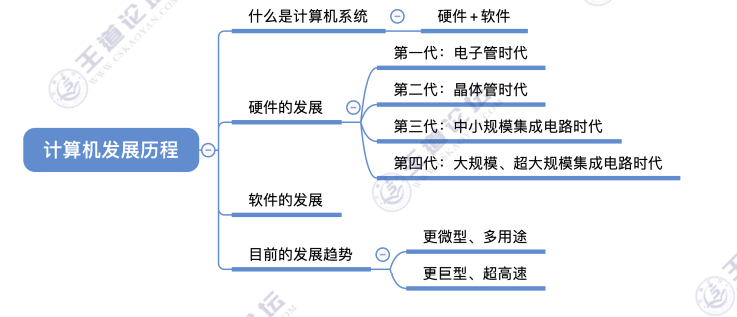 什么是计算机系统
硬件+软件
硬件的发展
第一代：电子管时代
第二代：晶体管时代
第三代：中小规模集成电路时代
第四代：大规模、超大规模集成电路时代
计算机发展历程
软件的发展
目前的发展趋势
更微型、多用途
更巨型、超高速
王道论坛
WWW.CSKAOYAN.COM